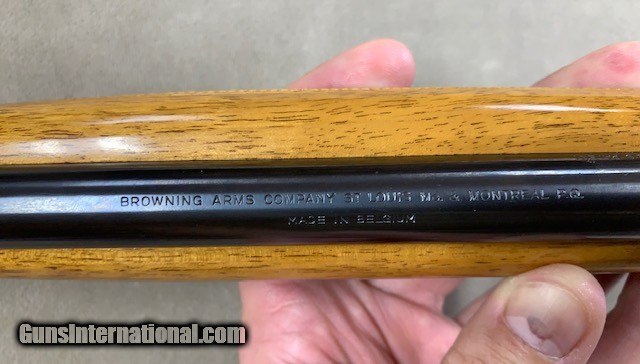 BROWNING ARMS COMPANY ST LOUIS MO. & MONTREAL P.Q.
MADE IN BELGIUM
GunsInternational.com